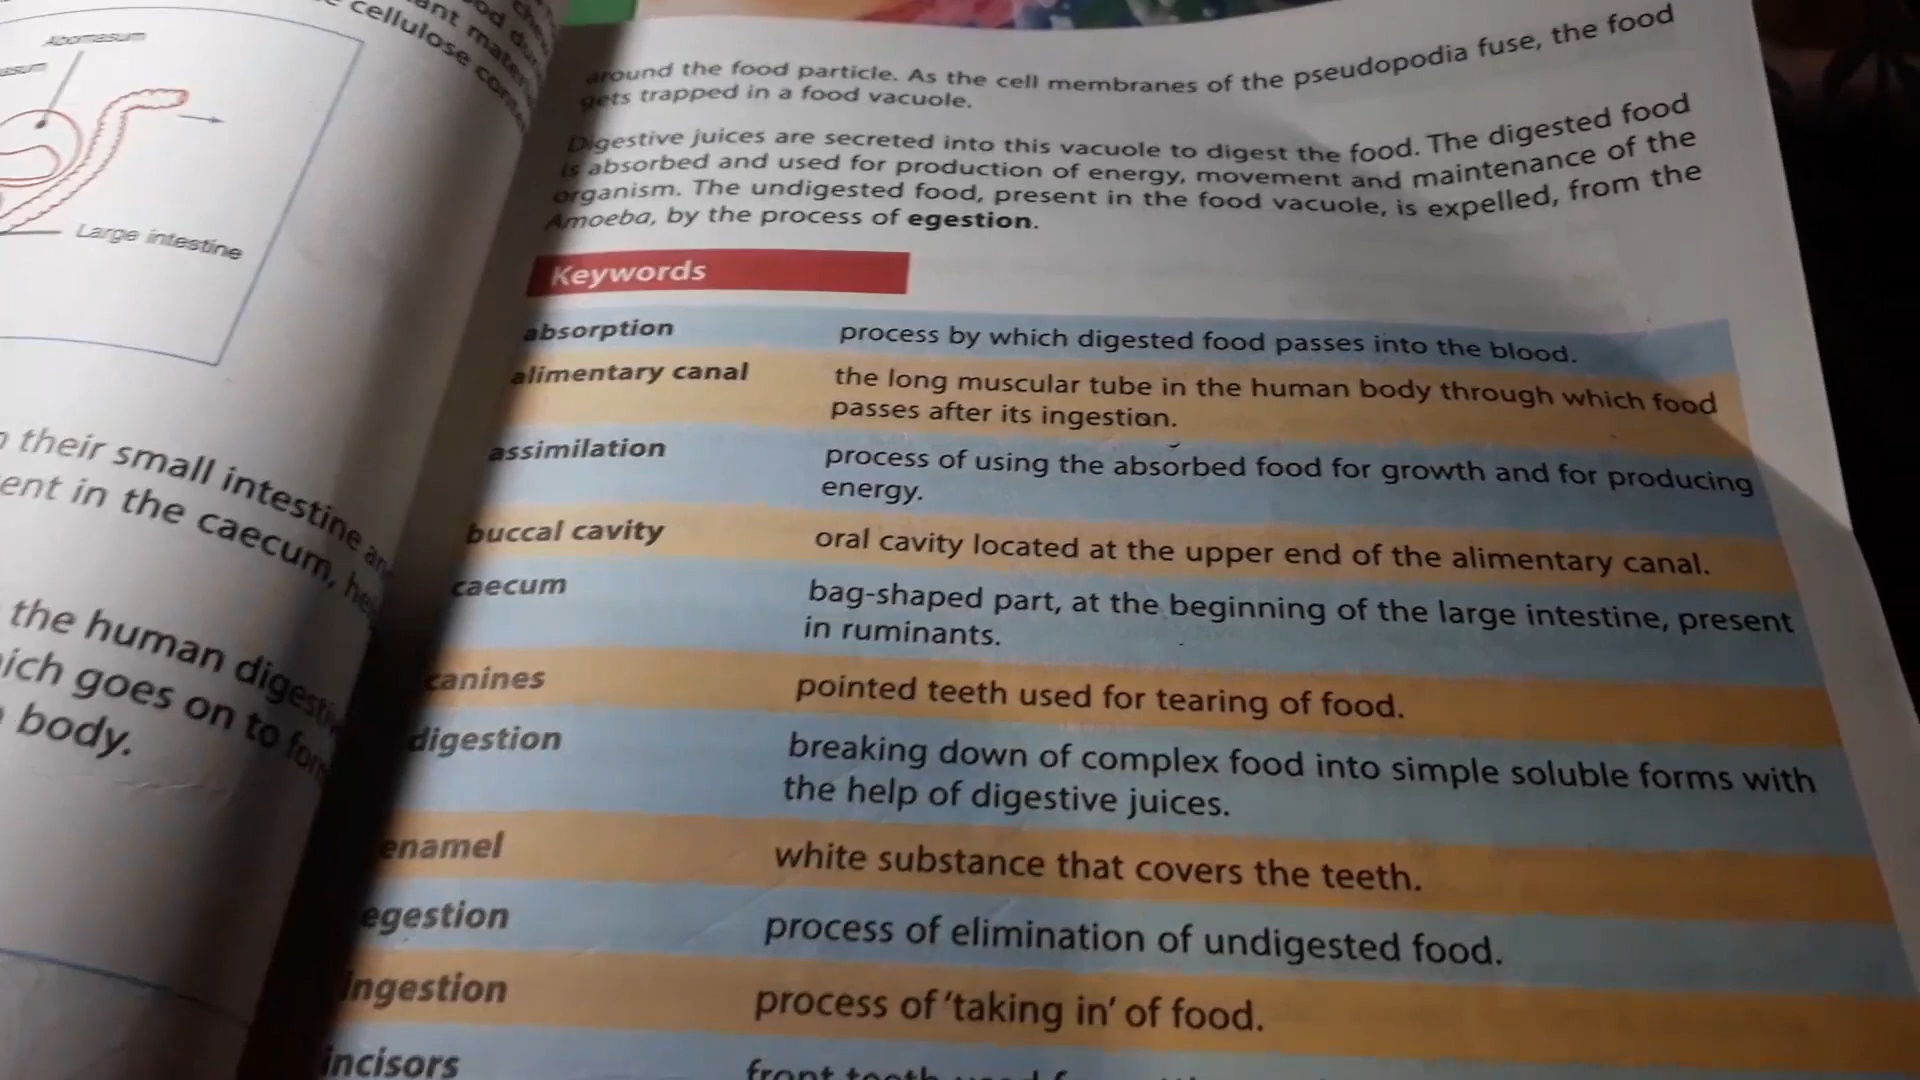 Abomasum
Large intestine
cellulose
their small intestine
in the caecum,
the human
goes on to
body.
around the food particle. As the cell membranes of the pseudopodia fuse, the food
gets trapped in a food vacuole.
Digestive juices are secreted into this vacuole to digest the food. The digested food
is absorbed and used for production of energy, movement and maintenance of the
organism. The undigested food, present in the food vacuole, is expelled, from the
Amoeba, by the process of egestion.
Keywords
absorption process by which digested food passes into the blood.
alimentary canal the long muscular tube in the human body through which food
passes after its ingestion.
assimilation process of using the absorbed food for growth and for producing
energy.
buccal cavity oral cavity located at the upper end of the alimentary canal.
caecum bag-shaped part, at the beginning of the large intestine, present
in ruminants.
canines pointed teeth used for tearing of food.
digestion breaking down of complex food into simple soluble forms with
the help of digestive juices.
enamel white substance that covers the teeth.
egestion process of elimination of undigested food.
ingestion process of 'taking in' of food.
incisors front teeth used